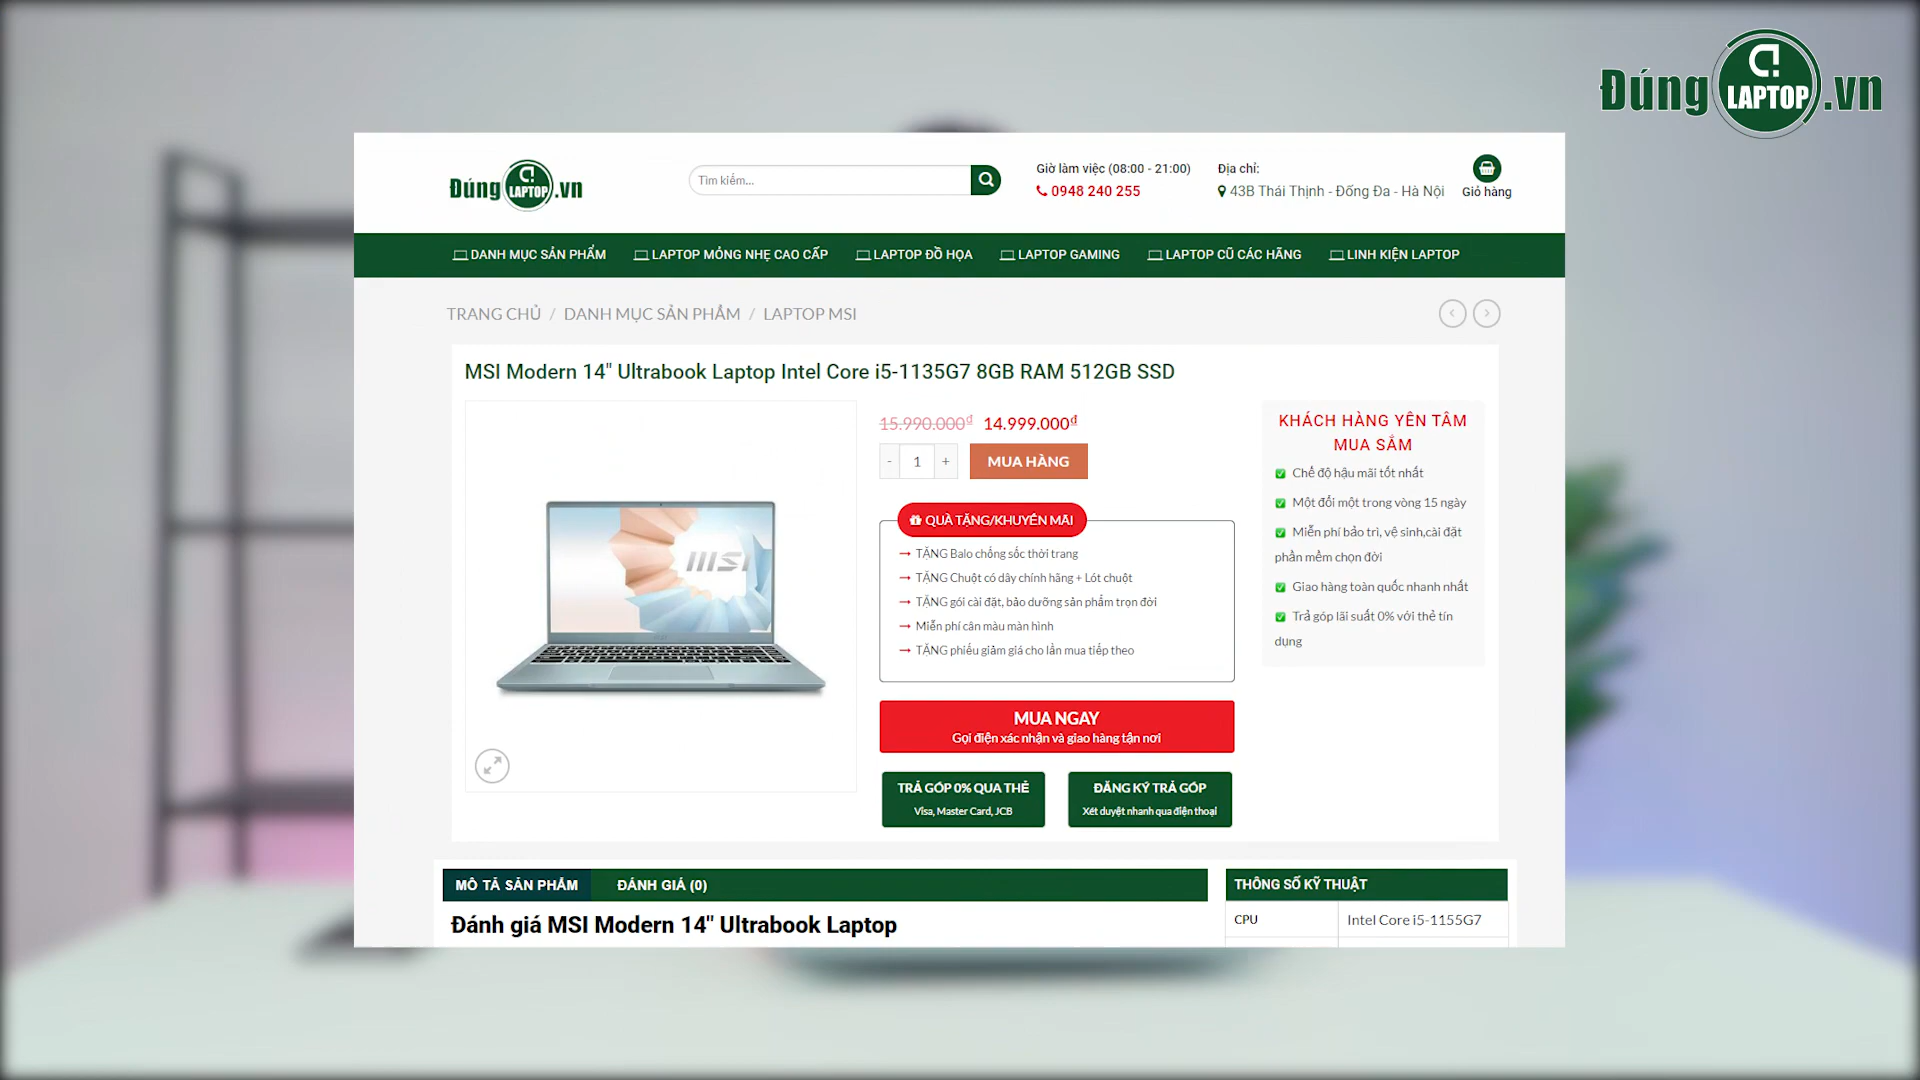 Đúng LAPTOP .vn
Đúng LAPTOP .vn
Tìm kiếm...
Giờ làm việc (08:00 - 21:00)
0948 240 255
Địa chỉ:
43B Thái Thịnh - Đống Đa - Hà Nội
Giỏ hàng
DANH MỤC SẢN PHẨM
LAPTOP MỎNG NHẸ CAO CẤP
LAPTOP ĐỒ HỌA
LAPTOP GAMING
LAPTOP CŨ CÁC HÃNG
LINH KIỆN LAPTOP
TRANG CHỦ / DANH MỤC SẢN PHẨM / LAPTOP MSI
MSI Modern 14" Ultrabook Laptop Intel Core i5-1135G7 8GB RAM 512GB SSD
msi
15.990.000₫ 14.999.000₫
- 1 +
MUA HÀNG
QUÀ TẶNG/KHUYẾN MÃI
TẶNG Balo chống sốc thời trang
TẶNG Chuột có dây chính hãng + Lót chuột
TẶNG gói cài đặt, bảo dưỡng sản phẩm trọn đời
Miễn phí cân màu màn hình
TẶNG phiếu giảm giá cho lần mua tiếp theo
MUA NGAY
Gọi điện xác nhận và giao hàng tận nơi
TRẢ GÓP 0% QUA THẺ
Visa, Master Card, JCB
ĐĂNG KÝ TRẢ GÓP
Xét duyệt nhanh qua điện thoại
KHÁCH HÀNG YÊN TÂM
MUA SẮM
Chế độ hậu mãi tốt nhất
Một đổi một trong vòng 15 ngày
Miễn phí bảo trì, vệ sinh,cài đặt
phần mềm chọn đời
Giao hàng toàn quốc nhanh nhất
Trả góp lãi suất 0% với thẻ tín
dụng
MÔ TẢ SẢN PHẨM
ĐÁNH GIÁ (0)
Đánh giá MSI Modern 14" Ultrabook Laptop
THÔNG SỐ KỸ THUẬT
CPU Intel Core i5-1155G7